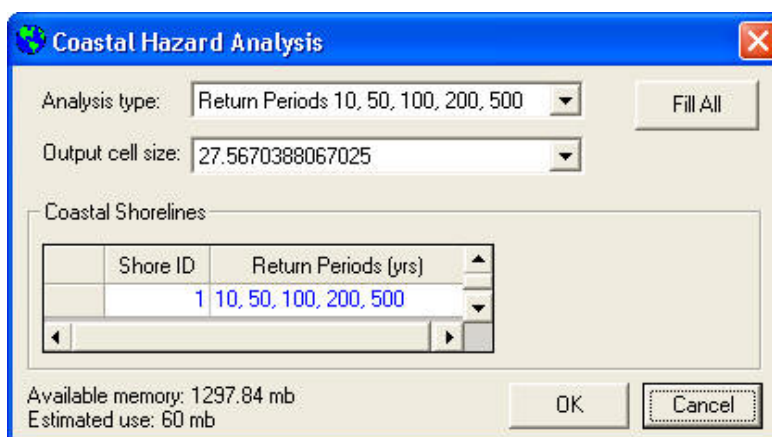 Coastal Hazard Analysis
Analysis type: Return Periods 10, 50, 100, 200, 500 Fill All
Output cell size: 27.5670388067025
Coastal Shorelines
Shore ID Return Periods (yrs)
1 10, 50, 100, 200, 500
Available memory: 1297.84 mb
Estimated use: 60 mb
OK Cancel